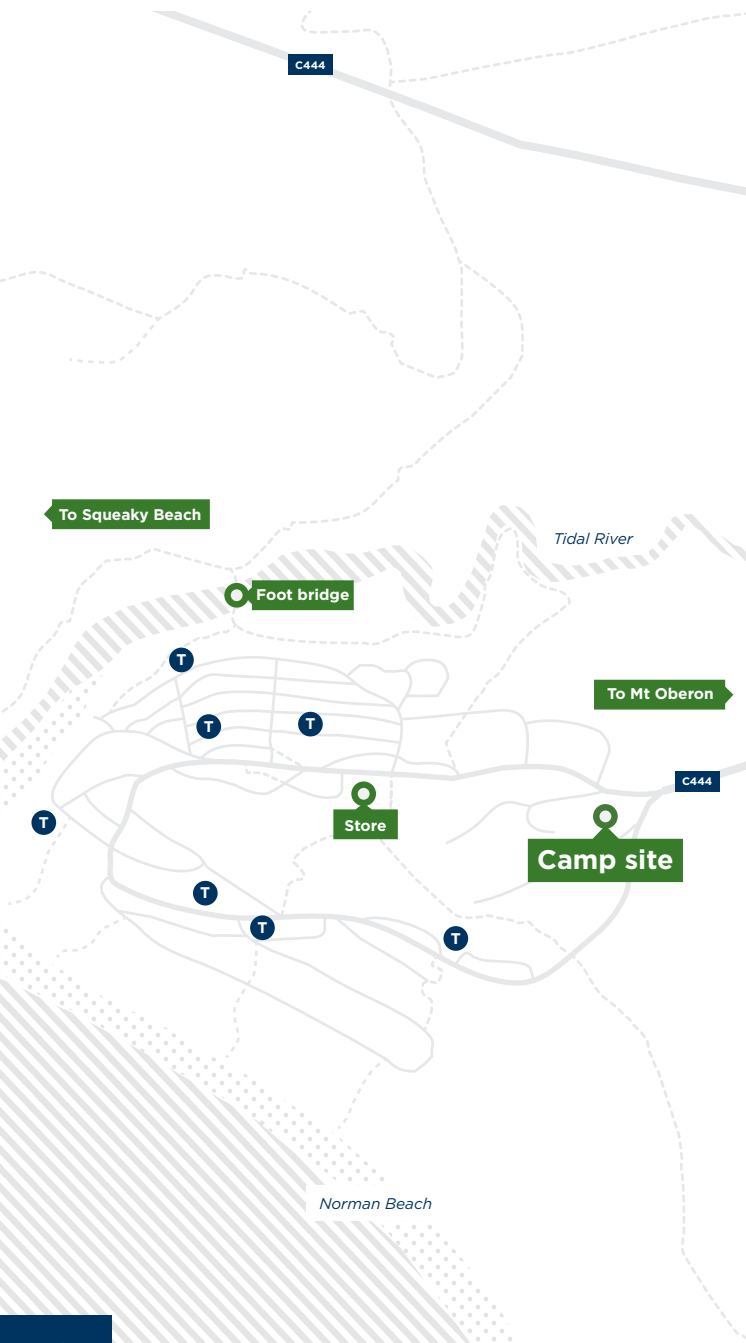 C444
To Squeaky Beach
Tidal River
Foot bridge
T
To Mt Oberon
T
T
C444
Store
T
Camp site
T
T
T
Norman Beach